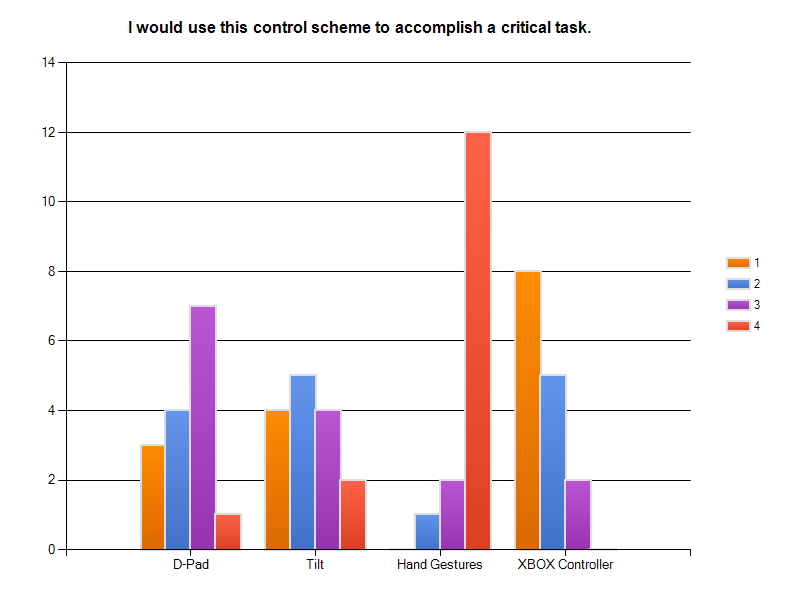 I would use this control scheme to accomplish a critical task.
14
12
10
8
6
4
2
0
D-Pad
Tilt
Hand Gestures
XBOX Controller
1
2
3
4